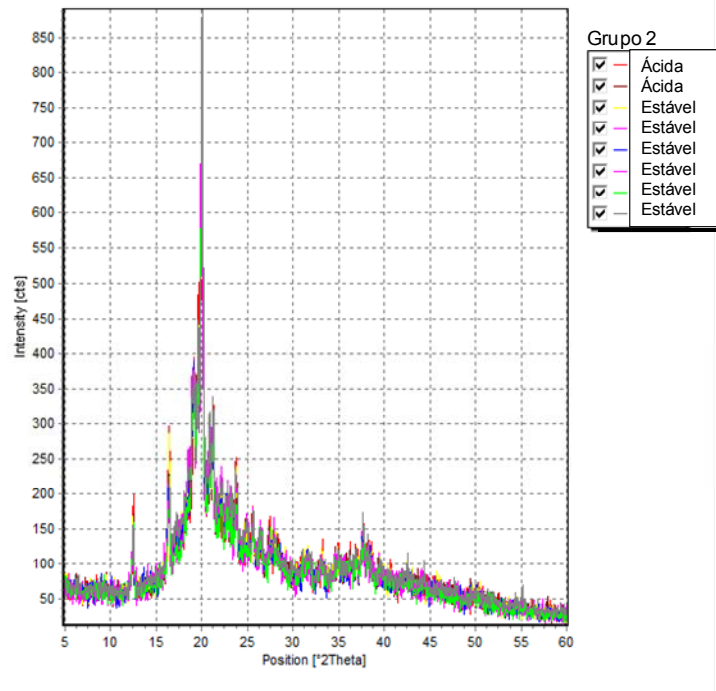 Grupo 2
Ácida
Ácida
Estável
Estável
Estável
Estável
Estável
Estável
Intensity [cts]
850
800
750
700
650
600
550
500
450
400
350
300
250
200
150
100
50
5 10 15 20 25 30 35 40 45 50 55 60
Position [°2Theta]